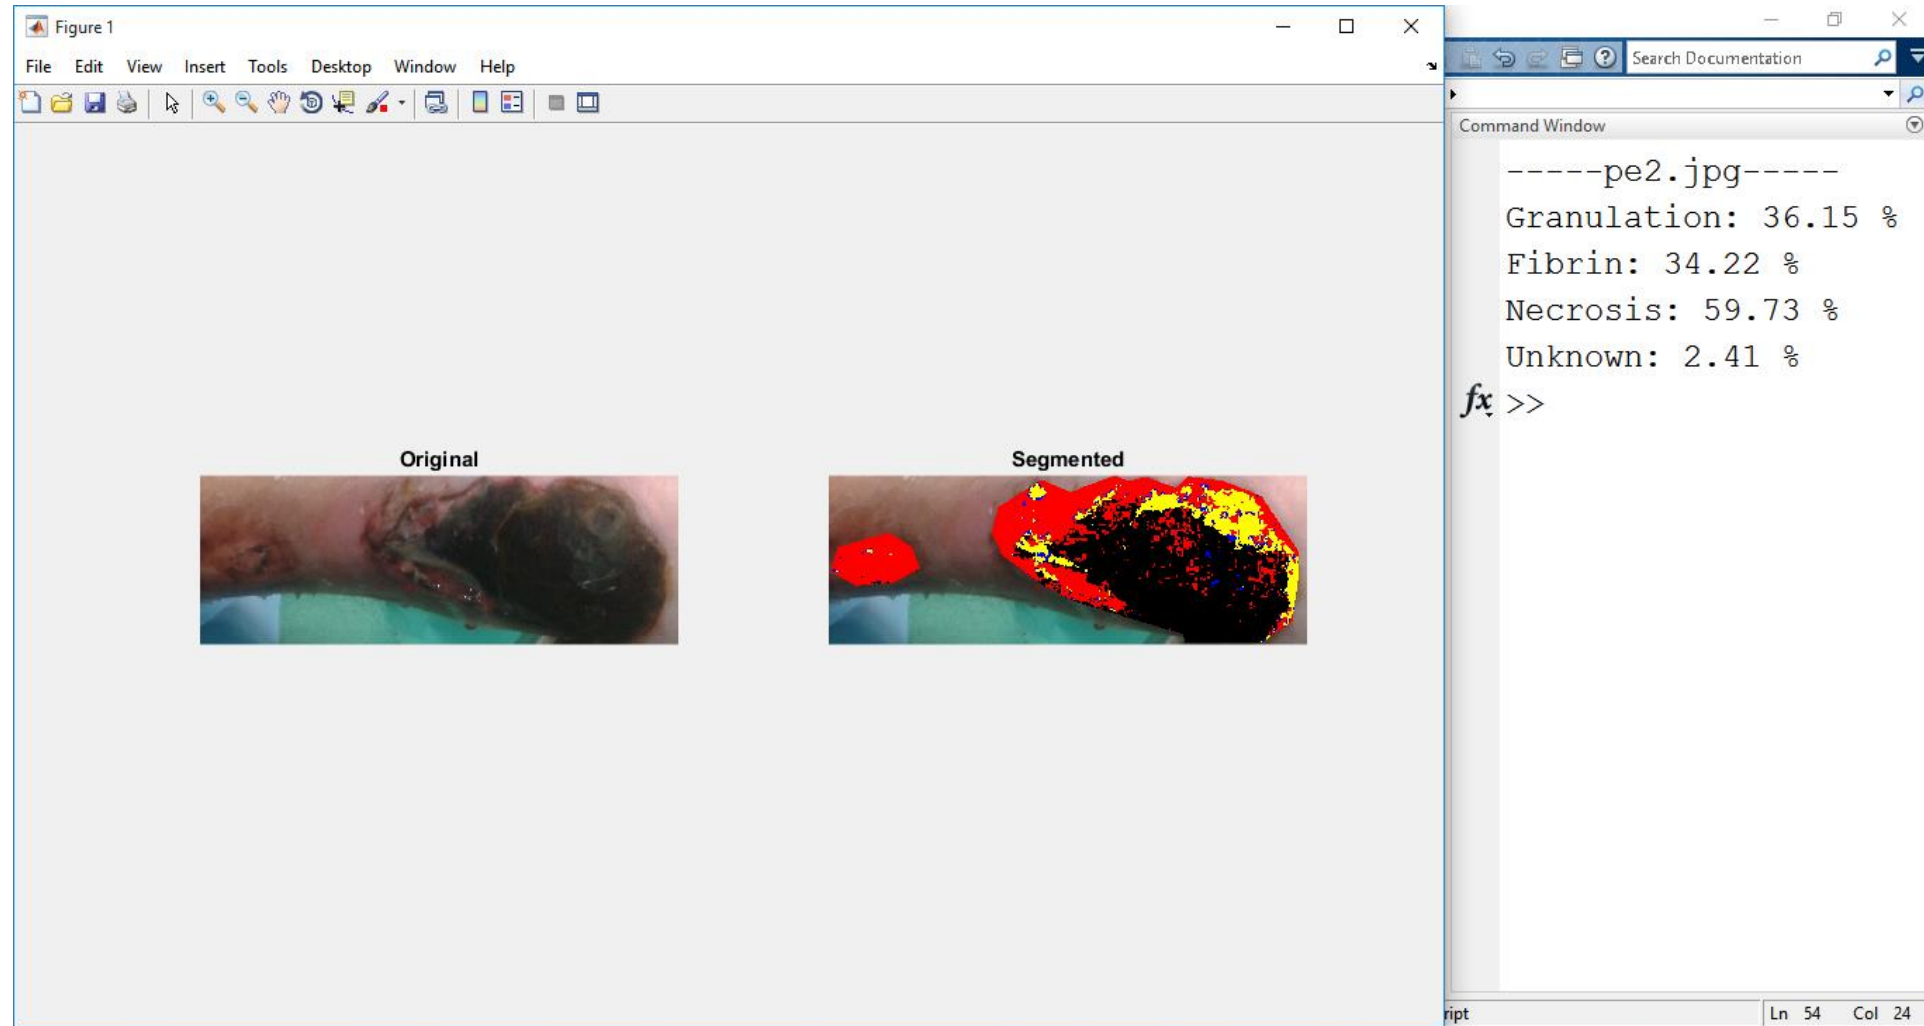 Figure 1
File Edit View Insert Tools Desktop Window Help
Search Documentation
Command Window
-----pe2.jpg-----
Granulation: 36.15 %
Fibrin: 34.22 %
Necrosis: 59.73 %
Unknown: 2.41 %
fx >>
Original
Segmented
ript
Ln 54 Col 24